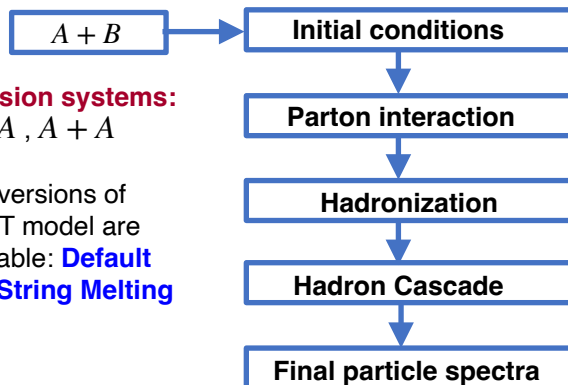 A + B
Initial conditions
sion systems:
A , A + A
Parton interaction
versions of
T model are
able: Default
String Melting
Hadronization
Hadron Cascade
Final particle spectra